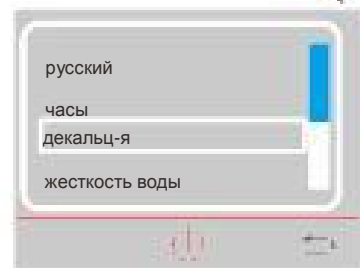 русский
часы
декальц-я
жесткость воды